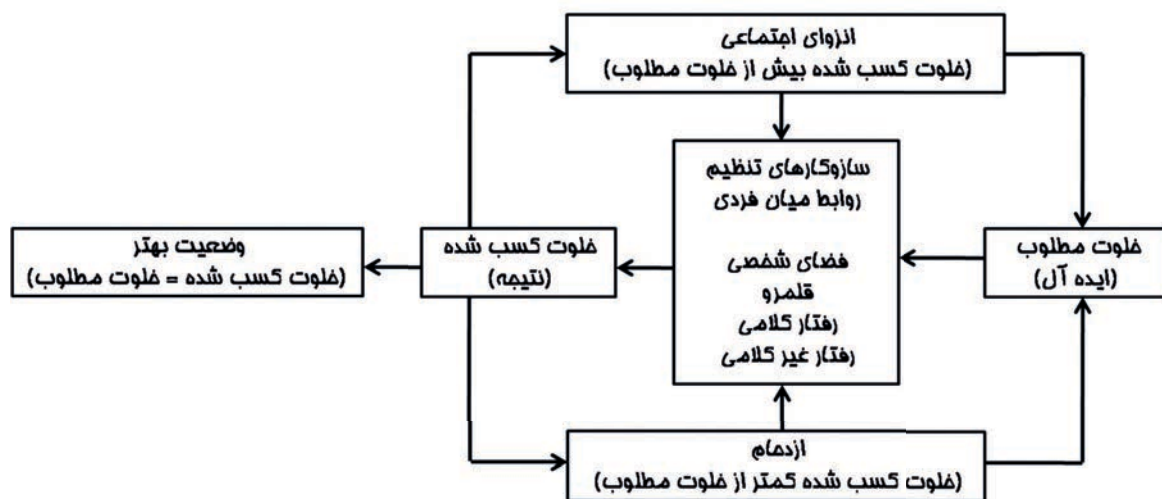 انزوای اجتماعی
(خلوت کسب شده بیش از خلوت مطلوب)
خلوت مطلوب
(ایده آل)
سازوکارهای تنظیم
روابط میان فردی
فضای شخصی
قلمرو
رفتار کلامی
رفتار غیر کلامی
خلوت کسب شده
(نتیجه)
وضعیت بهتر
(خلوت کسب شده = خلوت مطلوب)
ازدحام
(خلوت کسب شده کمتر از خلوت مطلوب)